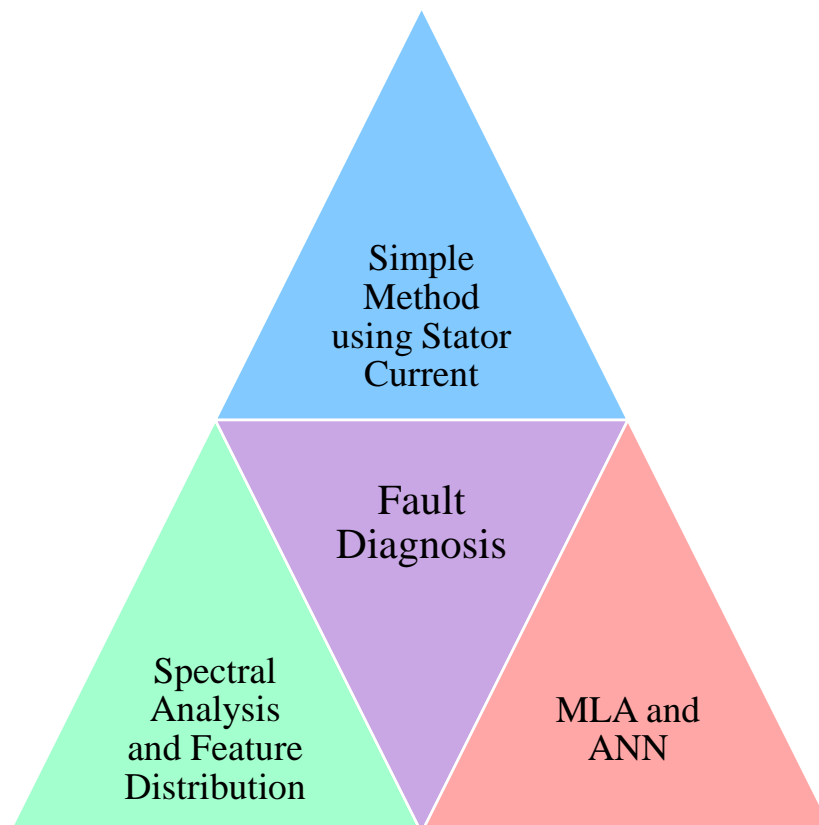 Simple
Method
using Stator
Current
Fault
Diagnosis
Spectral
Analysis
and Feature
Distribution
MLA and
ANN